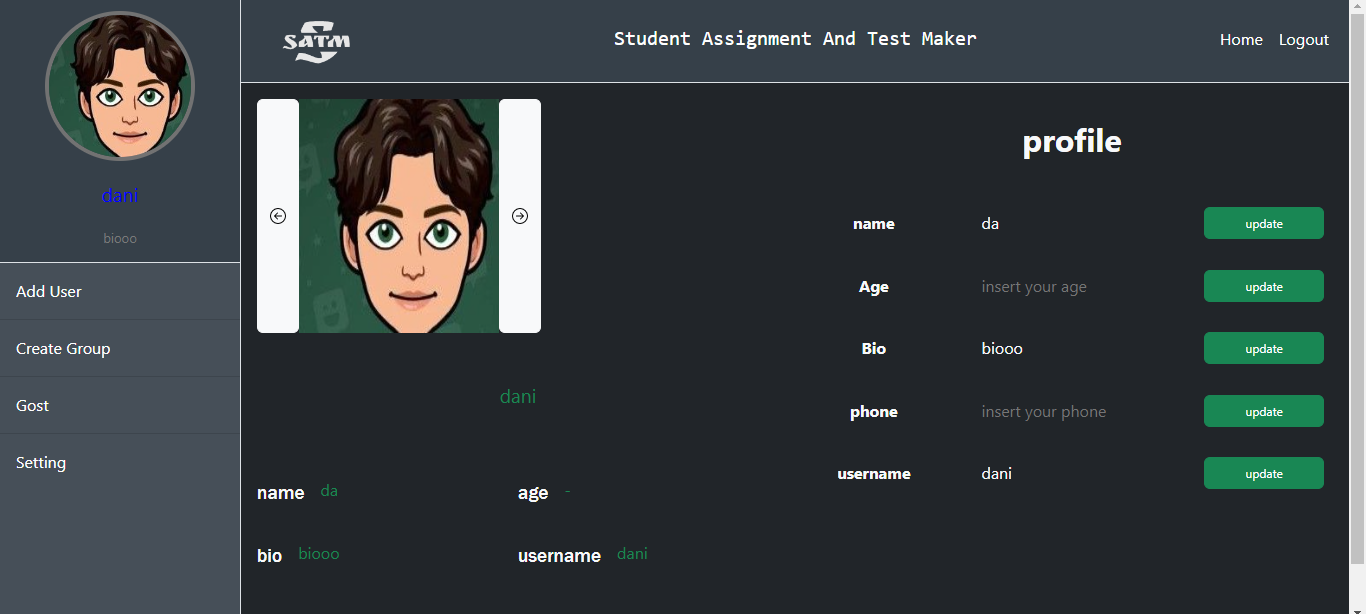 SATM
Student Assignment And Test Maker
Home Logout
dani
biooo
Add User
Create Group
Gost
Setting
dani
name da
age -
bio biooo
username dani
profile
name da update
Age insert your age update
Bio biooo update
phone insert your phone update
username dani update